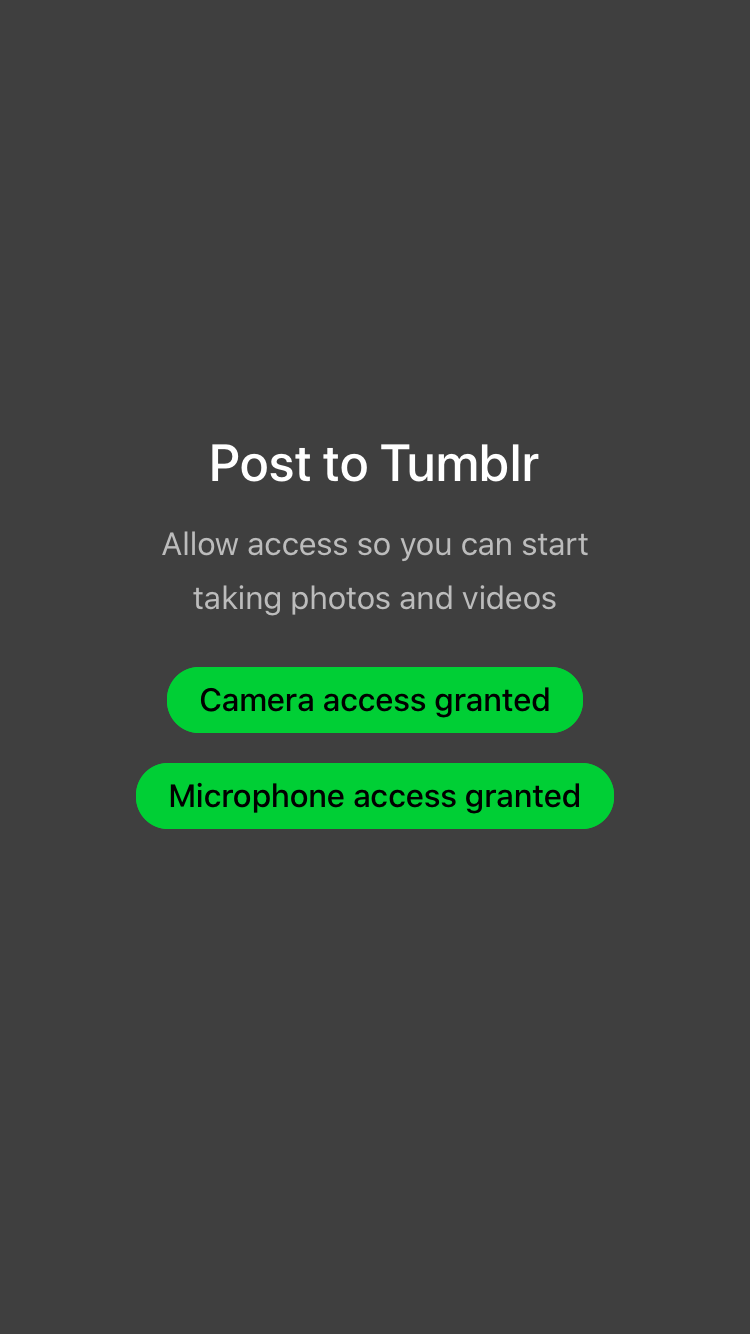 Post to Tumblr
Allow access so you can start
taking photos and videos
Camera access granted
Microphone access granted